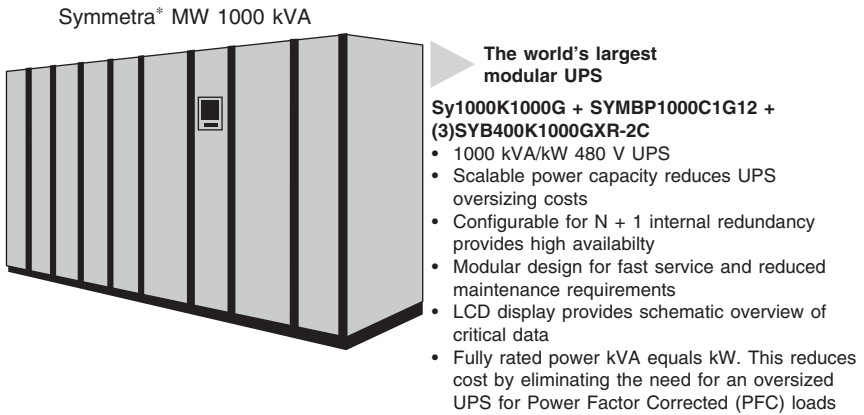 Symmetra* MW 1000 kVA
The world's largest
modular UPS
Sy1000K1000G + SYMBP1000C1G12 +
(3)SYB400K1000GXR-2C
• 1000 kVA/kW 480 V UPS
• Scalable power capacity reduces UPS
oversizing costs
• Configurable for N + 1 internal redundancy
provides high availabilty
• Modular design for fast service and reduced
maintenance requirements
• LCD display provides schematic overview of
critical data
• Fully rated power kVA equals kW. This reduces
cost by eliminating the need for an oversized
UPS for Power Factor Corrected (PFC) loads